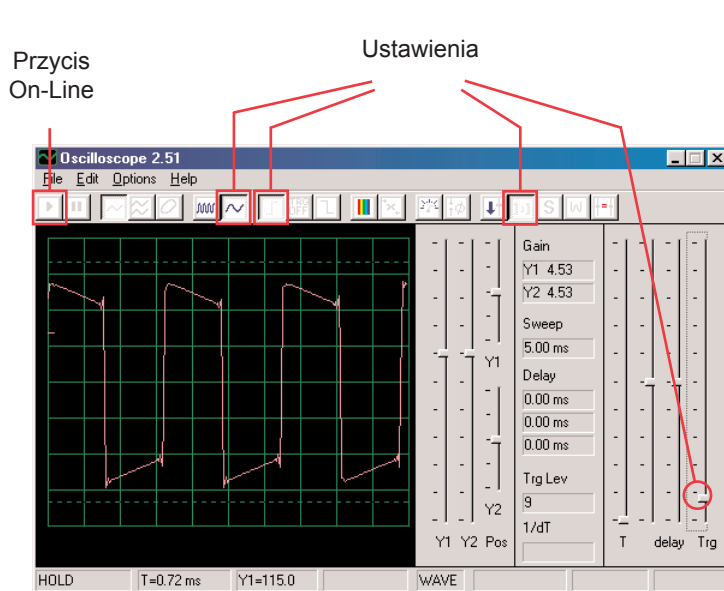 Przycis
On-Line
Ustawienia
Oscilloscope 2.51
File Edit Options Help
TRG
OFF
S W
Gain
Y1 4.53
Y2 4.53
Sweep
5.00 ms
Delay
0.00 ms
0.00 ms
0.00 ms
Trg Lev
9
1/dT
Y1
Y2
Y1 Y2 Pos
T delay Trg
HOLD T=0.72 ms Y1=115.0 WAVE